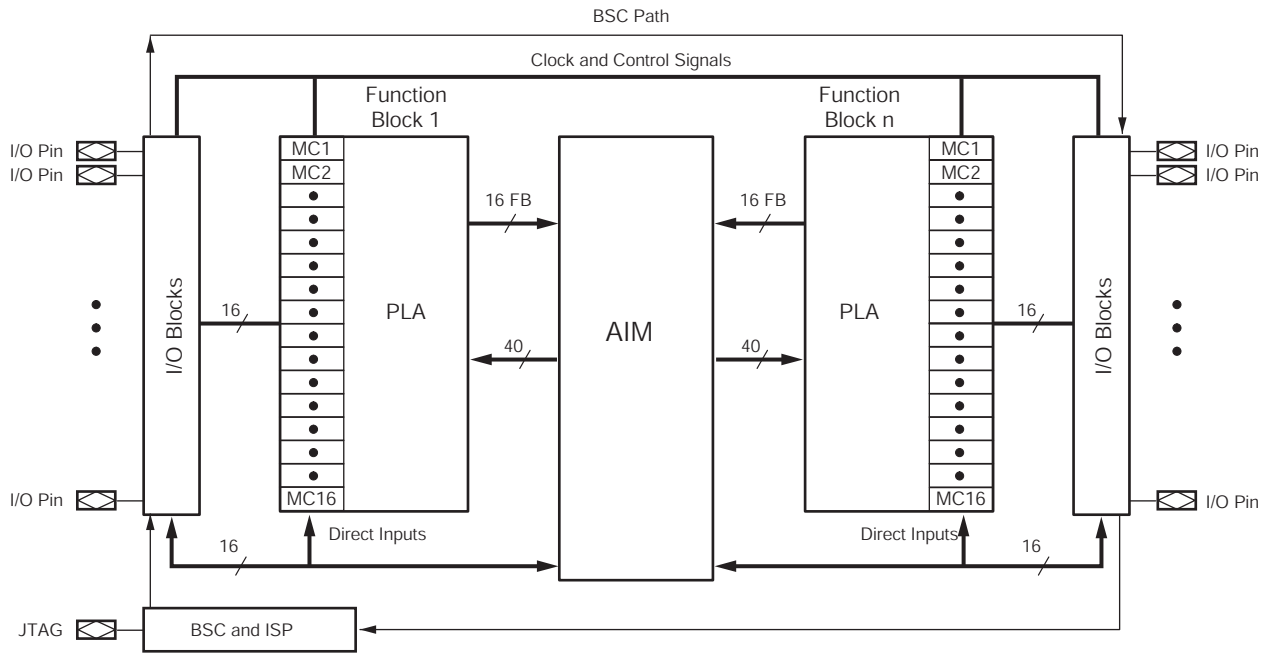 BSC Path
Clock and Control Signals
Function
Block 1
Function
Block n
I/O Pin
I/O Pin
I/O Pin
I/O Blocks
16
MC1
MC2
MC16
PLA
16 FB
40
AIM
16 FB
40
PLA
MC1
MC2
MC16
16
I/O Blocks
I/O Pin
I/O Pin
I/O Pin
Direct Inputs
16
Direct Inputs
16
JTAG
BSC and ISP